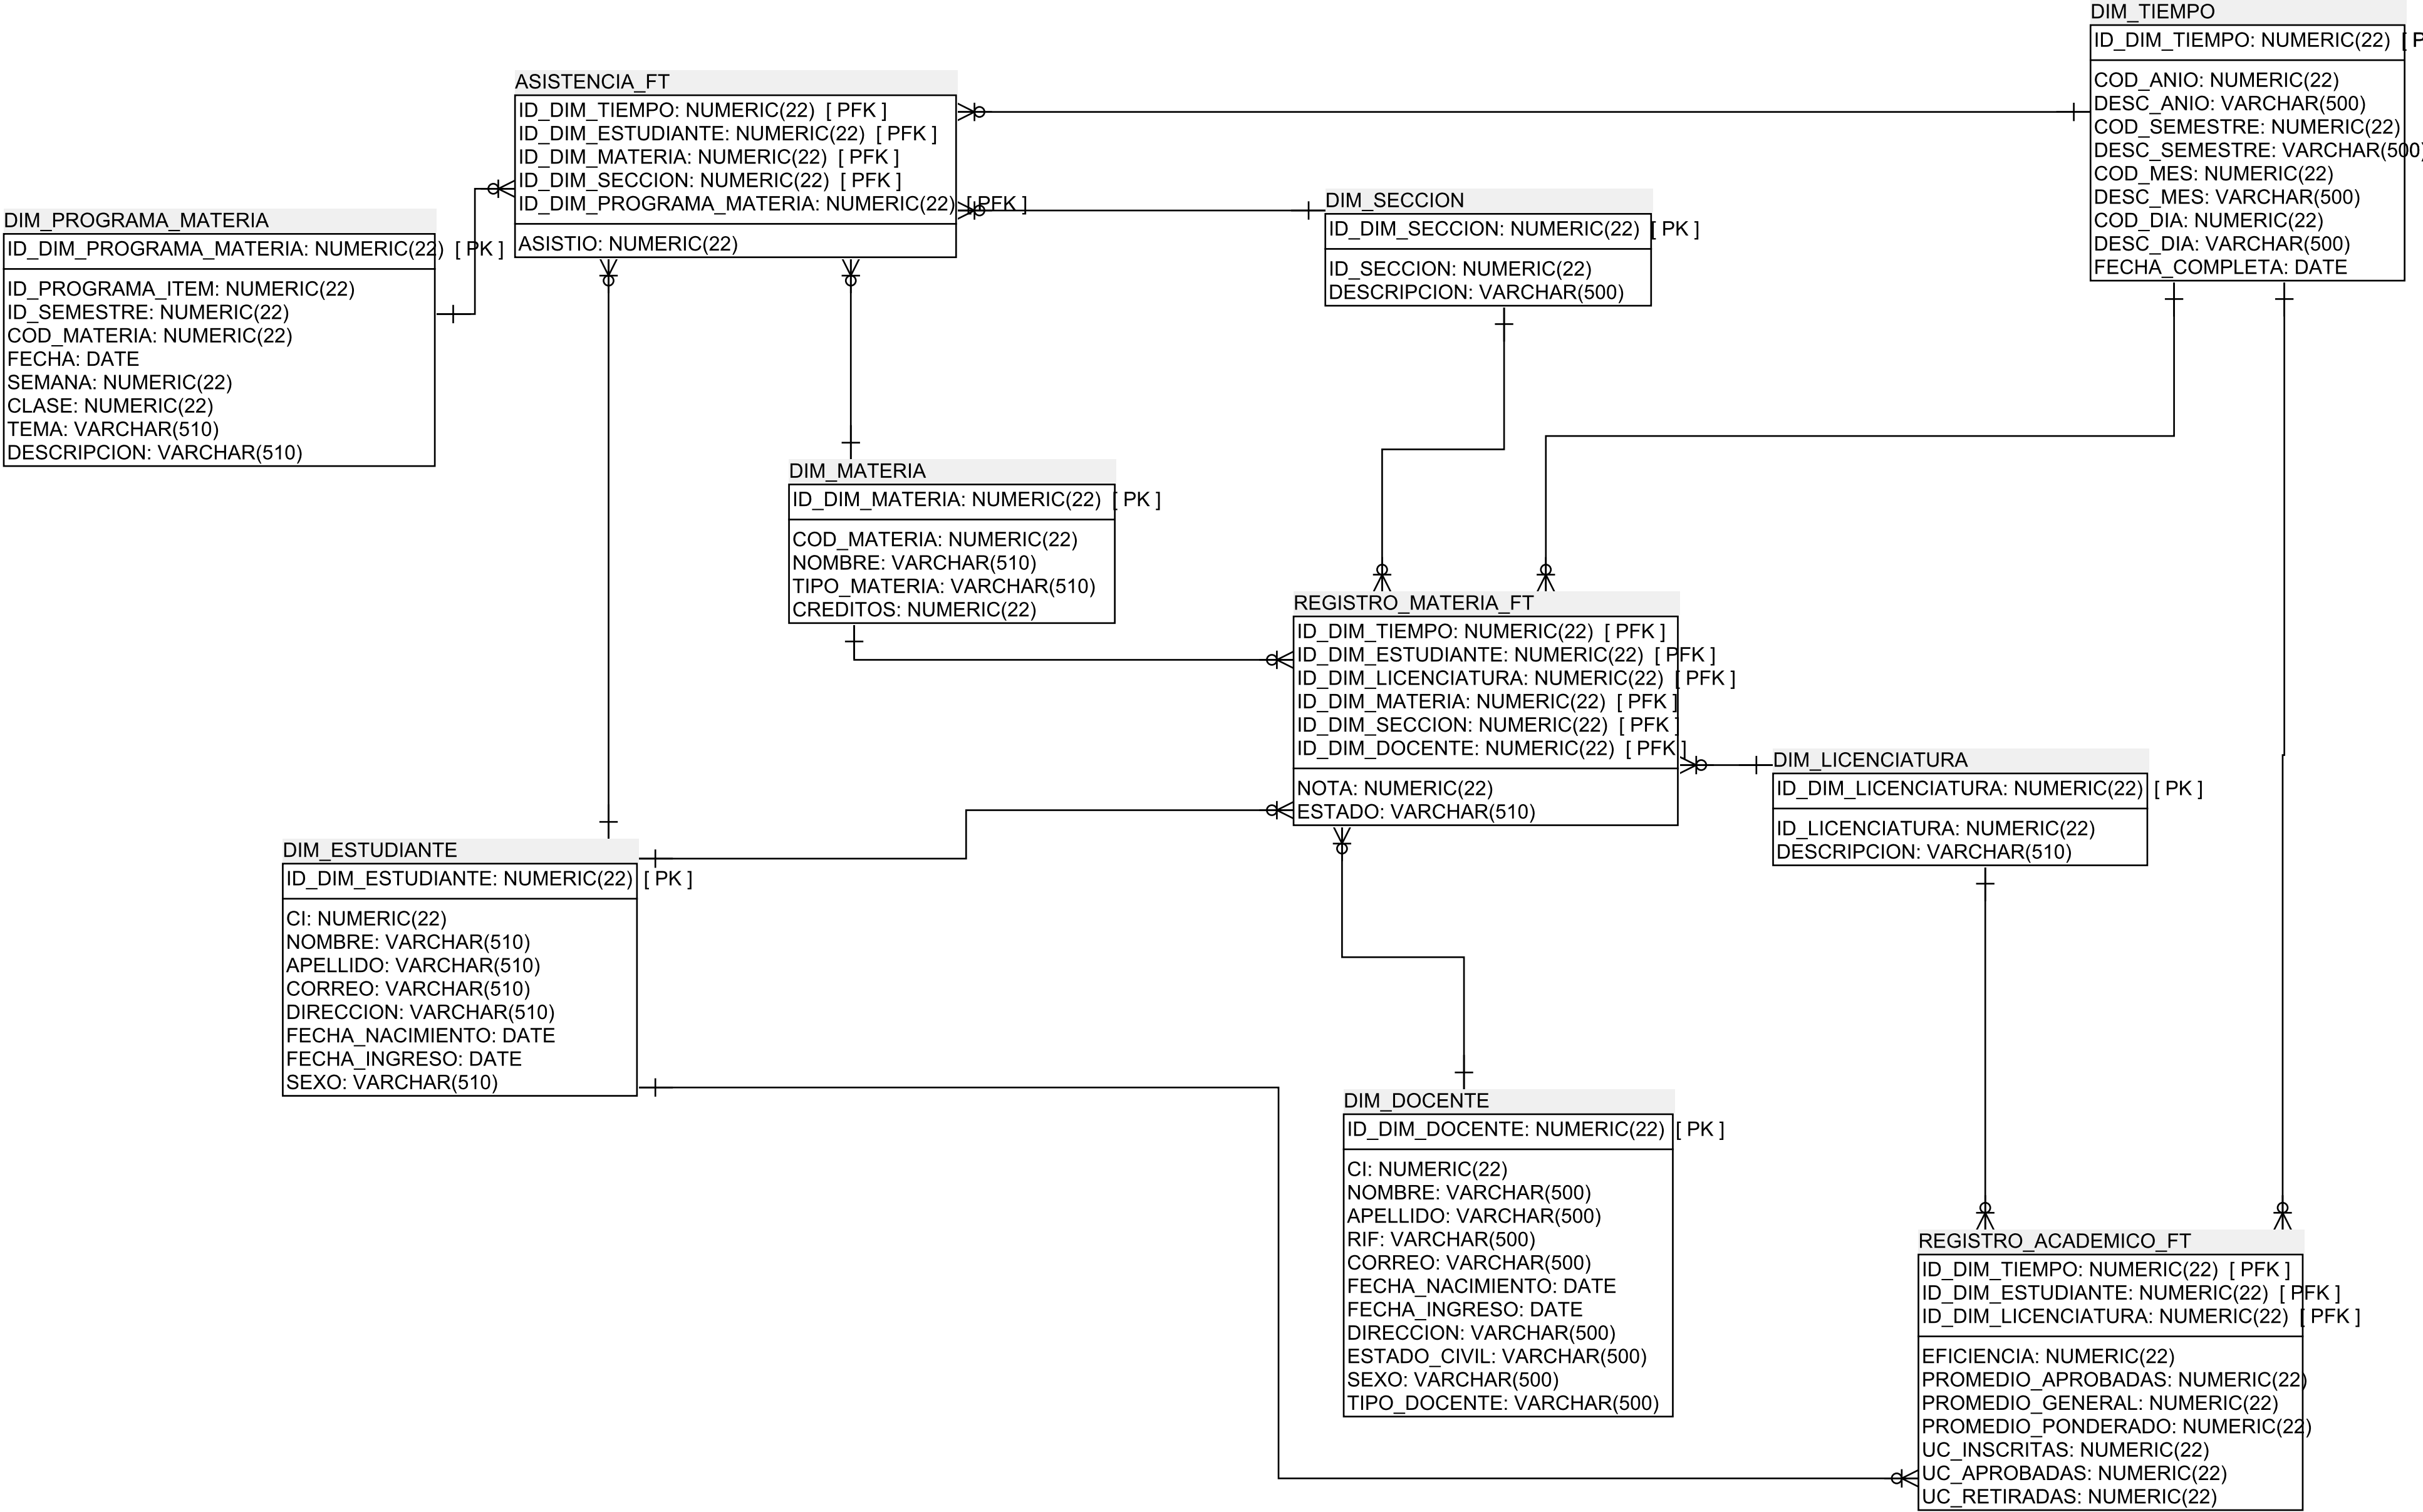 DIM_TIEMPO
ID_DIM_TIEMPO: NUMERIC(22) [ P
COD_ANIO: NUMERIC(22)
DESC_ANIO: VARCHAR(500)
COD_SEMESTRE: NUMERIC(22)
DESC_SEMESTRE: VARCHAR(500)
COD_MES: NUMERIC(22)
DESC_MES: VARCHAR(500)
COD_DIA: NUMERIC(22)
DESC_DIA: VARCHAR(500)
FECHA_COMPLETA: DATE
ASISTENCIA_FT
ID_DIM_TIEMPO: NUMERIC(22) [ PFK ]
ID_DIM_ESTUDIANTE: NUMERIC(22) [ PFK ]
ID_DIM_MATERIA: NUMERIC(22) [ PFK ]
ID_DIM_SECCION: NUMERIC(22) [ PFK ]
ID_DIM_PROGRAMA_MATERIA: NUMERIC(22) [ PFK ]
ASISTIO: NUMERIC(22)
DIM_SECCION
ID_DIM_SECCION: NUMERIC(22) [ PK ]
ID_SECCION: NUMERIC(22)
DESCRIPCION: VARCHAR(500)
DIM_PROGRAMA_MATERIA
ID_DIM_PROGRAMA_MATERIA: NUMERIC(22) [ PK ]
ID_PROGRAMA_ITEM: NUMERIC(22)
ID_SEMESTRE: NUMERIC(22)
COD_MATERIA: NUMERIC(22)
FECHA: DATE
SEMANA: NUMERIC(22)
CLASE: NUMERIC(22)
TEMA: VARCHAR(510)
DESCRIPCION: VARCHAR(510)
DIM_MATERIA
ID_DIM_MATERIA: NUMERIC(22) [ PK ]
COD_MATERIA: NUMERIC(22)
NOMBRE: VARCHAR(510)
TIPO_MATERIA: VARCHAR(510)
CREDITOS: NUMERIC(22)
REGISTRO_MATERIA_FT
ID_DIM_TIEMPO: NUMERIC(22) [ PFK ]
ID_DIM_ESTUDIANTE: NUMERIC(22) [ PFK ]
ID_DIM_LICENCIATURA: NUMERIC(22) [ PFK ]
ID_DIM_MATERIA: NUMERIC(22) [ PFK ]
ID_DIM_SECCION: NUMERIC(22) [ PFK ]
ID_DIM_DOCENTE: NUMERIC(22) [ PFK ]
NOTA: NUMERIC(22)
ESTADO: VARCHAR(510)
DIM_LICENCIATURA
ID_DIM_LICENCIATURA: NUMERIC(22) [ PK ]
ID_LICENCIATURA: NUMERIC(22)
DESCRIPCION: VARCHAR(510)
DIM_ESTUDIANTE
ID_DIM_ESTUDIANTE: NUMERIC(22) [ PK ]
CI: NUMERIC(22)
NOMBRE: VARCHAR(510)
APELLIDO: VARCHAR(510)
CORREO: VARCHAR(510)
DIRECCION: VARCHAR(510)
FECHA_NACIMIENTO: DATE
FECHA_INGRESO: DATE
SEXO: VARCHAR(510)
DIM_DOCENTE
ID_DIM_DOCENTE: NUMERIC(22) [ PK ]
CI: NUMERIC(22)
NOMBRE: VARCHAR(500)
APELLIDO: VARCHAR(500)
RIF: VARCHAR(500)
CORREO: VARCHAR(500)
FECHA_NACIMIENTO: DATE
FECHA_INGRESO: DATE
DIRECCION: VARCHAR(500)
ESTADO_CIVIL: VARCHAR(500)
SEXO: VARCHAR(500)
TIPO_DOCENTE: VARCHAR(500)
REGISTRO_ACADEMICO_FT
ID_DIM_TIEMPO: NUMERIC(22) [ PFK ]
ID_DIM_ESTUDIANTE: NUMERIC(22) [ PFK ]
ID_DIM_LICENCIATURA: NUMERIC(22) [ PFK ]
EFICIENCIA: NUMERIC(22)
PROMEDIO_APROBADAS: NUMERIC(22)
PROMEDIO_GENERAL: NUMERIC(22)
PROMEDIO_PONDERADO: NUMERIC(22)
UC_INSCRITAS: NUMERIC(22)
UC_APROBADAS: NUMERIC(22)
UC_RETIRADAS: NUMERIC(22)